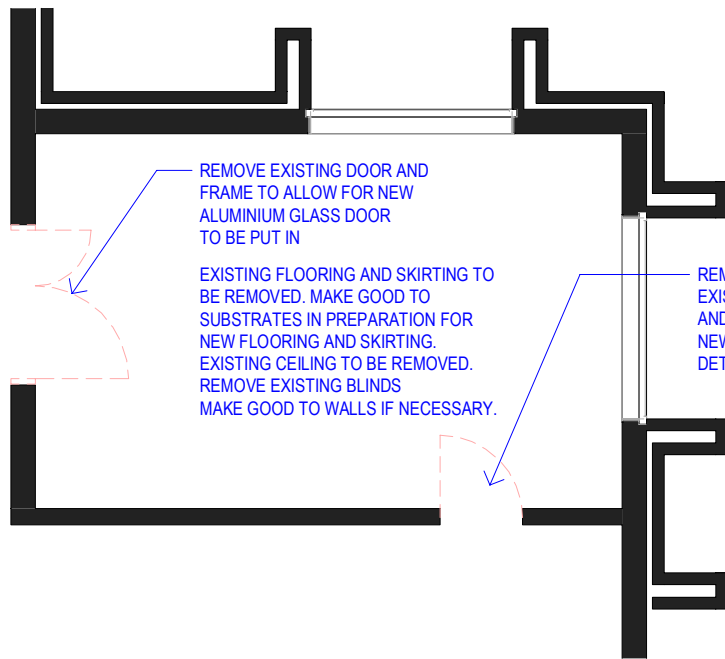 REMOVE EXISTING DOOR AND
FRAME TO ALLOW FOR NEW
ALUMINIUM GLASS DOOR
TO BE PUT IN
EXISTING FLOORING AND SKIRTING TO
BE REMOVED. MAKE GOOD TO
SUBSTRATES IN PREPARATION FOR
NEW FLOORING AND SKIRTING.
EXISTING CEILING TO BE REMOVED.
REMOVE EXISTING BLINDS
MAKE GOOD TO WALLS IF NECESSARY.
AND